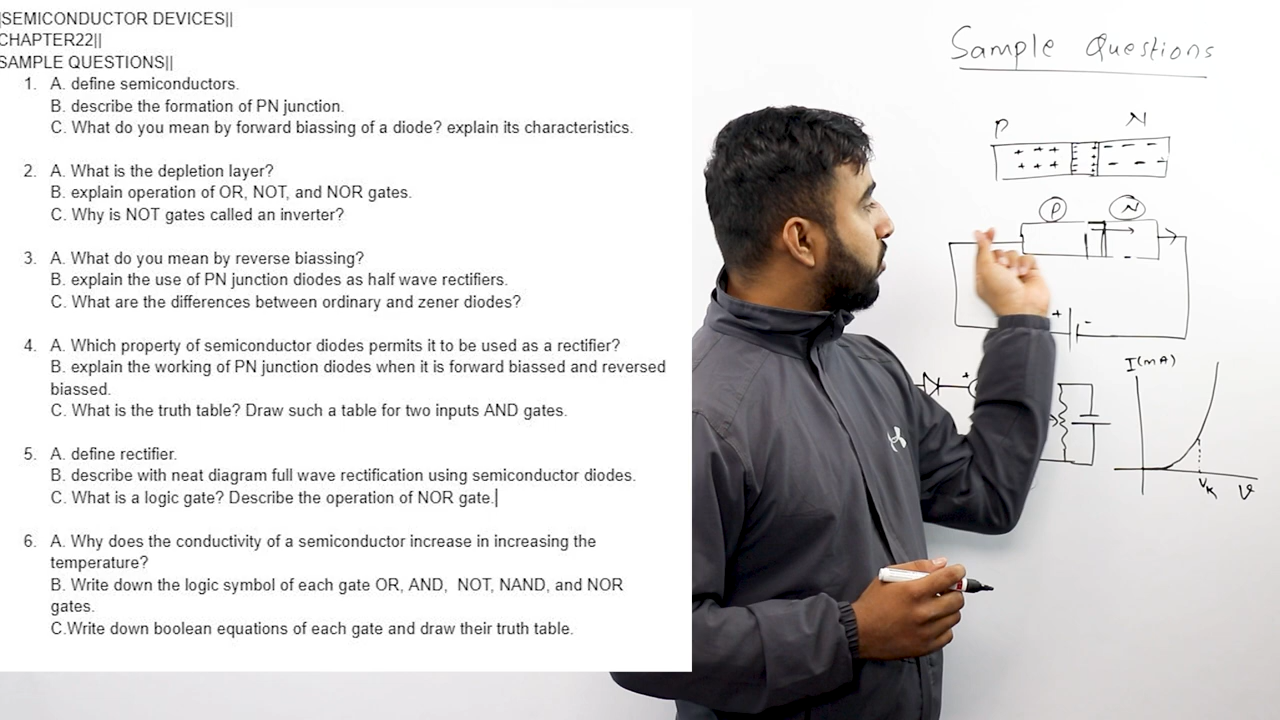 |SEMICONDUCTOR DEVICES||
CHAPTER22||
SAMPLE QUESTIONS||
1. A. define semiconductors.
B. describe the formation of PN junction.
C. What do you mean by forward biassing of a diode? explain its characteristics.
2. A. What is the depletion layer?
B. explain operation of OR, NOT, and NOR gates.
C. Why is NOT gates called an inverter?
3. A. What do you mean by reverse biassing?
B. explain the use of PN junction diodes as half wave rectifiers.
C. What are the differences between ordinary and zener diodes?
4. A. Which property of semiconductor diodes permits it to be used as a rectifier?
B. explain the working of PN junction diodes when it is forward biassed and reversed
biassed.
C. What is the truth table? Draw such a table for two inputs AND gates.
5. A. define rectifier.
B. describe with neat diagram full wave rectification using semiconductor diodes.
C. What is a logic gate? Describe the operation of NOR gate.
6. A. Why does the conductivity of a semiconductor increase in increasing the
temperature?
B. Write down the logic symbol of each gate OR, AND,  NOT, NAND, and NOR
gates.
C.Write down boolean equations of each gate and draw their truth table.
Sample Questions
P N
+ + + - - -
+ + + - - -
P N
+ -
+
I(mA)
VK V